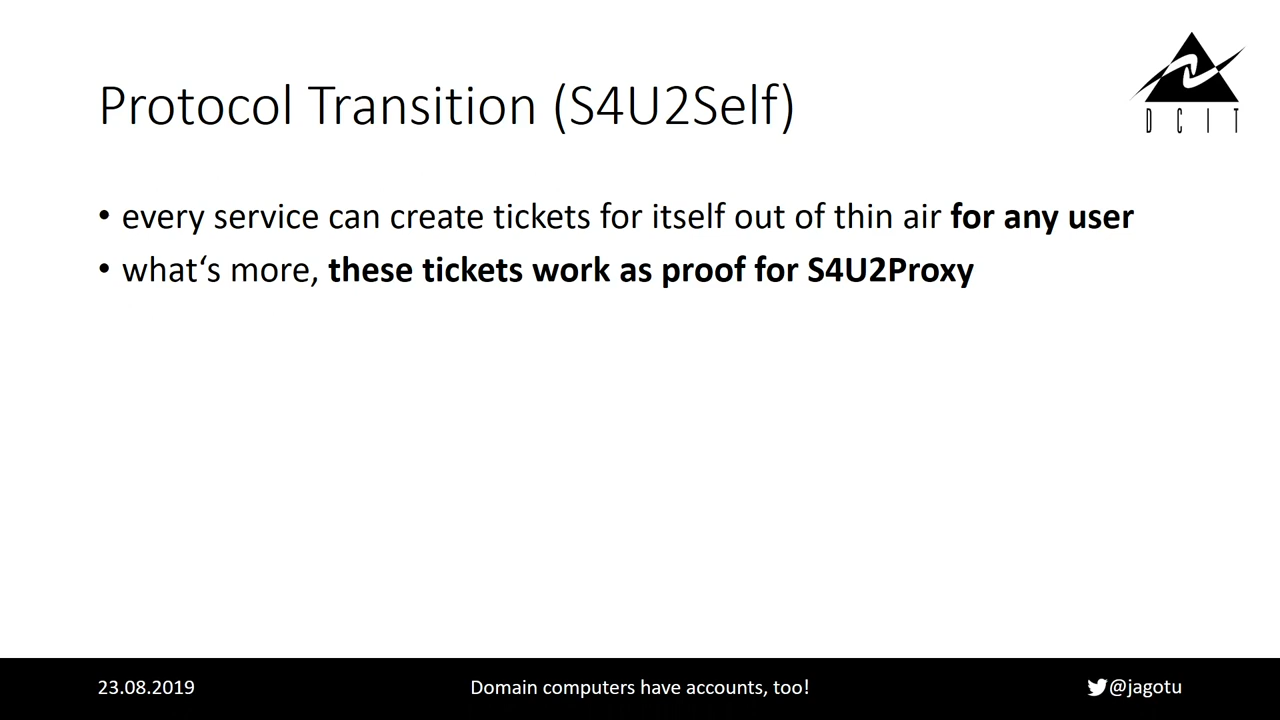 Protocol Transition (S4U2Self)
DCIT
• every service can create tickets for itself out of thin air for any user
• what‘s more, these tickets work as proof for S4U2Proxy
23.08.2019
Domain computers have accounts, too!
@jagotu